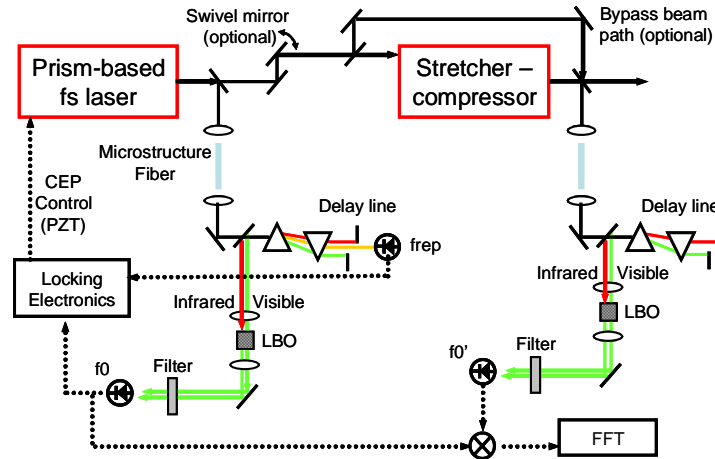 Swivel mirror
(optional)
Bypass beam
path (optional)
Prism-based
fs laser
Stretcher –
compressor
Microstructure
Fiber
CEP
Control
(PZT)
Delay line
frep
Delay line
Locking
Electronics
Infrared
Visible
Infrared
Visible
LBO
LBO
f0
Filter
f0'
Filter
FFT